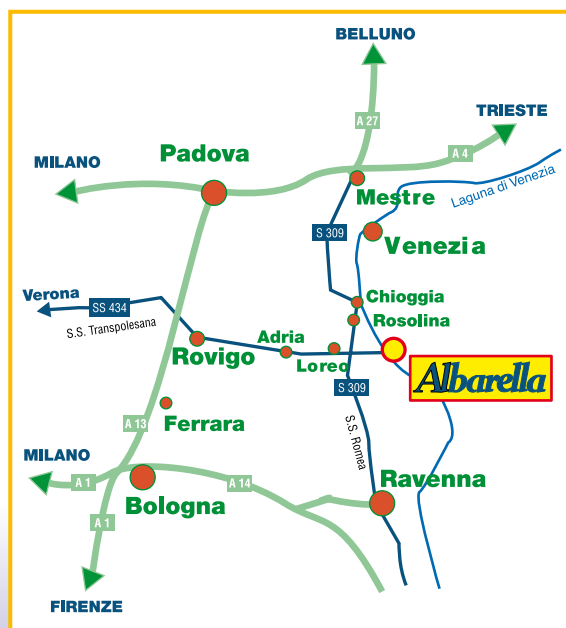 BELLUNO
TRIESTE
A 27
A 4
Padova
MILANO
Mestre
Laguna di Venezia
S 309
Venezia
Verona
SS 434
S.S. Transpolesana
Chioggia
Rosolina
Adria
Rovigo
Loreo
Albarella
S 309
Ferrara
A 13
S.S. Romea
MILANO
A 1
A 14
Ravenna
Bologna
A 1
FIRENZE